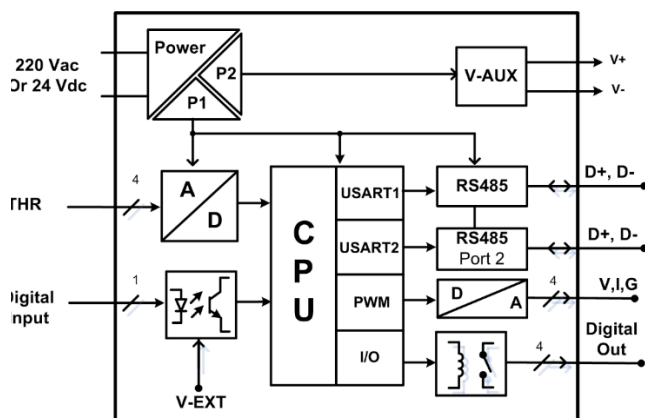 Power
220 Vac
Or 24 Vdc
P2
P1
V-AUX
V+
V-
4
A
D
THR
CPU
USART1
RS485
D+, D-
USART2
RS485
Port 2
D+, D-
1
Digital
Input
PWM
D
A
4
V,I,G
I/O
4
Digital
Out
V-EXT